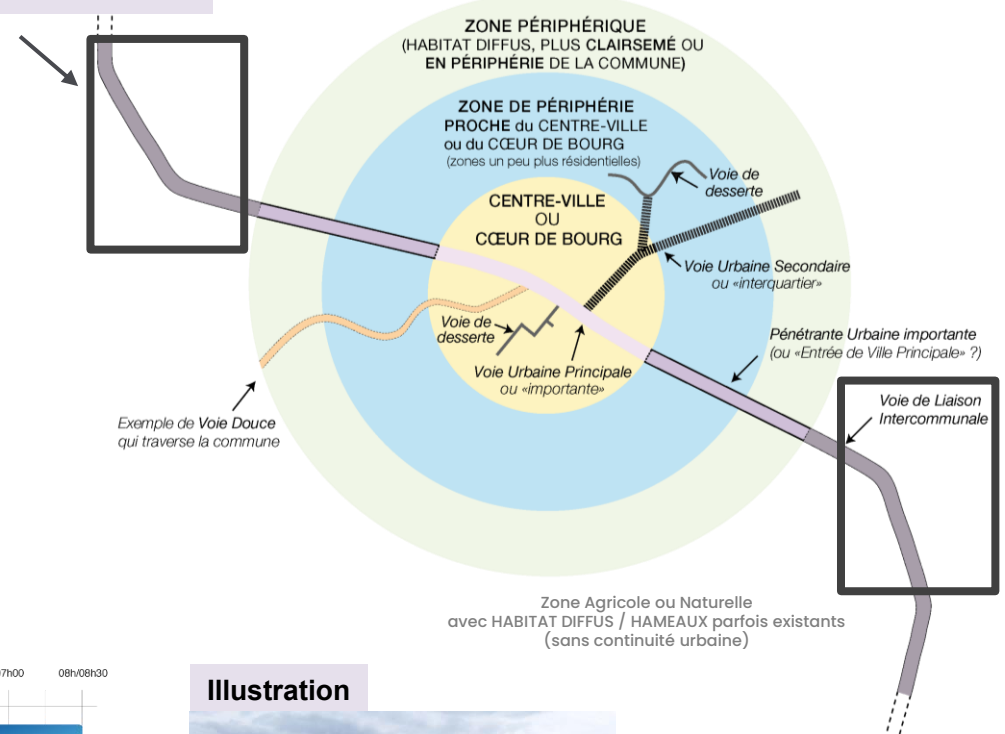 ZONE PÉRIPHÉRIQUE
(HABITAT DIFFUS, PLUS CLAIRSEMÉ OU
EN PÉRIPHÉRIE DE LA COMMUNE)
ZONE DE PÉRIPHÉRIE
PROCHE du CENTRE-VILLE
ou du CŒUR DE BOURG
(zones un peu plus résidentielles)
Voie de
desserte
CENTRE-VILLE
OU
CŒUR DE BOURG
Voie Urbaine Secondaire
ou «interquartier»
Voie de
desserte
Pénétrante Urbaine importante
(ou «Entrée de Ville Principale» ?)
Voie Urbaine Principale
ou «importante»
Voie de Liaison
Intercommunale
Exemple de Voie Douce
qui traverse la commune
Zone Agricole ou Naturelle
avec HABITAT DIFFUS / HAMEAUX parfois existants
(sans continuité urbaine)
7h00
08h/08h30
Illustration